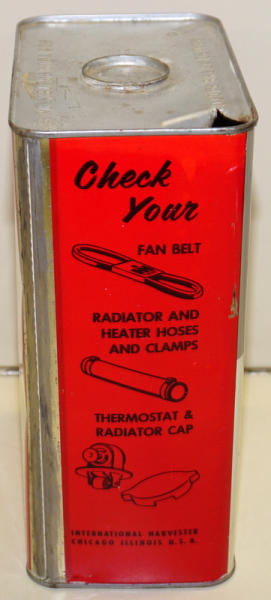 Check
Your
FAN BELT
RADIATOR AND
HEATER HOSES
AND CLAMPS
THERMOSTAT &
RADIATOR CAP
INTERNATIONAL HARVESTER
CHICAGO ILLINOIS U.S.A.